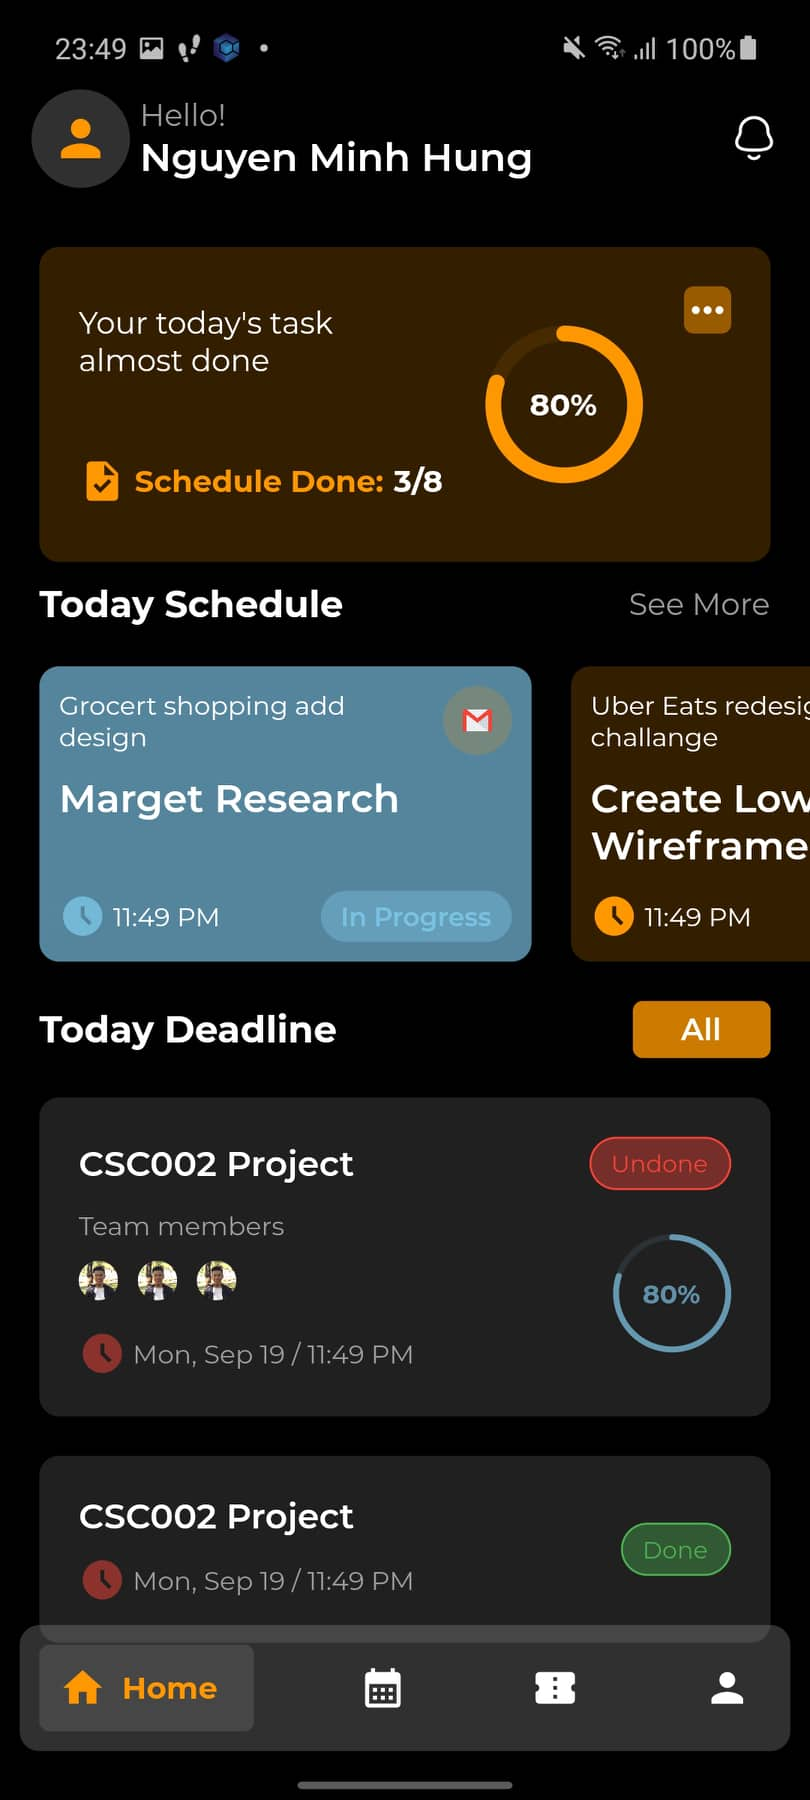 23:49
100%
Hello!
Nguyen Minh Hung
Your today's task
almost done
80%
Schedule Done: 3/8
Today Schedule
See More
Grocert shopping add
design
Marget Research
11:49 PM
In Progress
Uber Eats redesig
challange
Create Low
Wireframe
11:49 PM
Today Deadline
All
CSC002 Project
Undone
Team members
80%
Mon, Sep 19 / 11:49 PM
CSC002 Project
Done
Mon, Sep 19 / 11:49 PM
Home